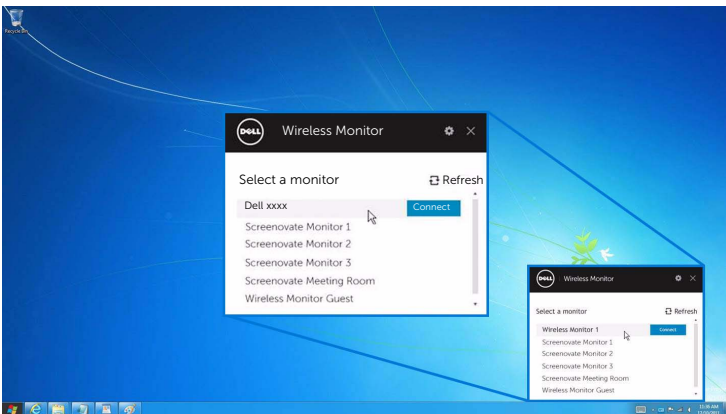 Recycle Bin
DELL
Wireless Monitor
Select a monitor
Refresh
Dell xxxx
Connect
Screenovate Monitor 1
Screenovate Monitor 2
Screenovate Monitor 3
Screenovate Meeting Room
Wireless Monitor Guest
DELL
Wireless Monitor
Select a monitor
Refresh
Wireless Monitor 1
Connect
Screenovate Monitor 1
Screenovate Monitor 2
Screenovate Monitor 3
Screenovate Meeting Room
Wireless Monitor Guest